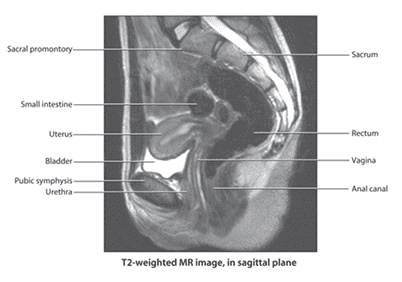 Sacral promontory
Sacrum
Small intestine
Uterus
Rectum
Bladder
Vagina
Pubic symphysis
Urethra
Anal canal
T2-weighted MR image, in sagittal plane